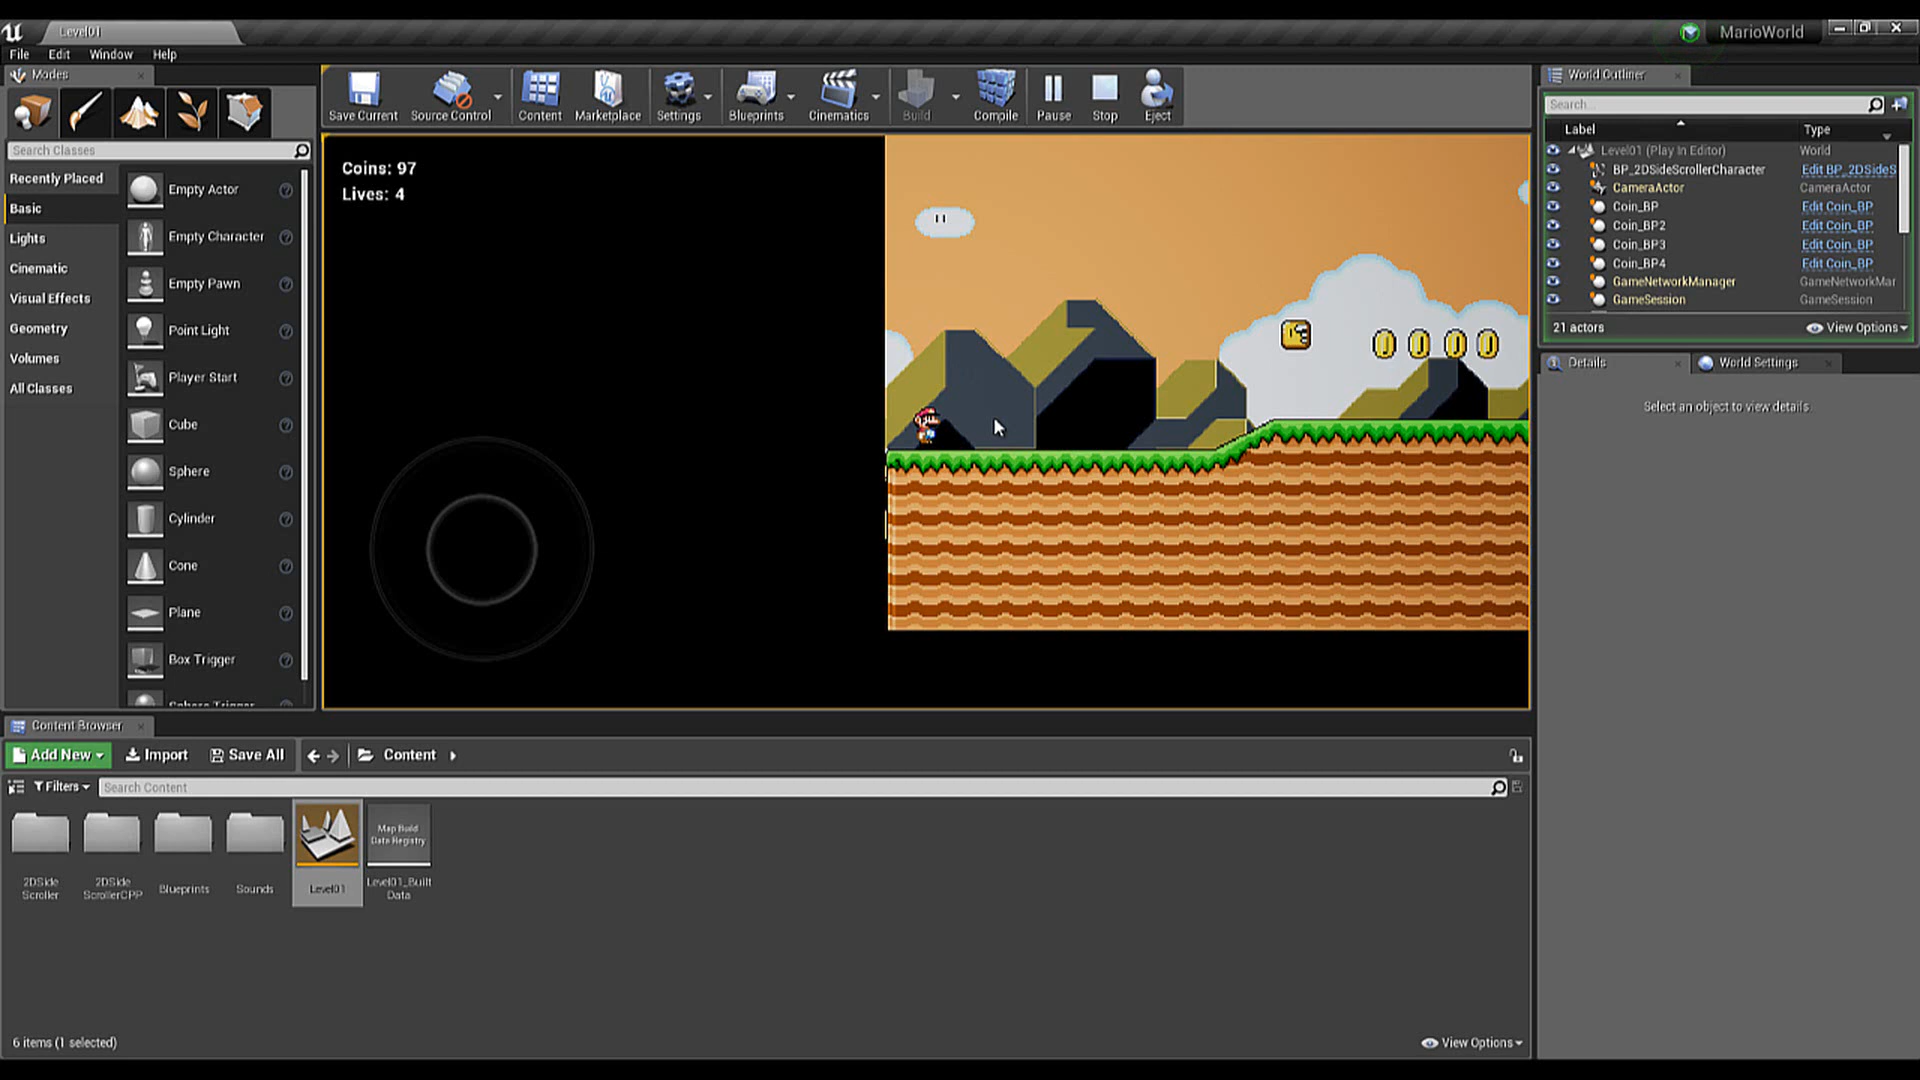 Level01
MarioWorld
File Edit Window Help
Modes
Search Classes
Recently Placed
Basic
Lights
Cinematic
Visual Effects
Geometry
Volumes
All Classes
Empty Actor
Empty Character
Empty Pawn
Point Light
Player Start
Cube
Sphere
Cylinder
Cone
Plane
Box Trigger
Sphere Trigger
Save Current Source Control Content Marketplace Settings Blueprints Cinematics Build Compile Pause Stop Eject
Coins: 97
Lives: 4
World Outliner
Search...
Label Type
Level01 (Play In Editor) World
BP_2DSideScrollerCharacter Edit BP_2DSideS
CameraActor CameraActor
Coin_BP Edit Coin_BP
Coin_BP2 Edit Coin_BP
Coin_BP3 Edit Coin_BP
Coin_BP4 Edit Coin_BP
GameNetworkManager GameNetworkMar
GameSession GameSession
21 actors View Options
Details World Settings
Select an object to view details
Content Browser
Add New Import Save All Content
Filters Search Content
2DSide
Scroller
2DSide
ScrollerCPP
Blueprints
Sounds
Level01
Map Build
Data Registry
Level01_Built
Data
6 items (1 selected) View Options